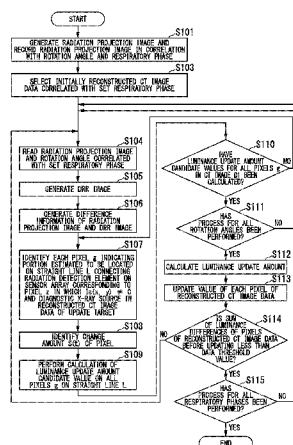 START
S101
GENERATE RADIATION PROJECTION IMAGE AND
RECORD RADIATION PROJECTION IMAGE IN CORRELATION
WITH ROTATION ANGLE AND RESPIRATORY PHASE
S103
SELECT INITIALLY RECONSTRUCTED CT IMAGE
DATA CORRELATED WITH SET RESPIRATORY PHASE
S104
READ RADIATION PROJECTION IMAGE
AND ROTATION ANGLE CORRELATED
WITH SET RESPIRATORY PHASE
S105
GENERATE DRR IMAGE
S106
GENERATE DIFFERENCE
INFORMATION OF RADIATION
PROJECTION IMAGE AND DRR IMAGE
S107
IDENTIFY EACH PIXEL g INDICATING
PORTION ESTIMATED TO BE LOCATED
ON STRAIGHT LINE L CONNECTING
RADIATION DETECTION ELEMENT ON
SENSOR ARRAY CORRESPONDING TO
PIXEL z IN WHICH
AND DIAGNOSTIC X-RAY SOURCE IN
RECONSTRUCTED CT IMAGE
DATA OF UPDATE TARGET
S108
IDENTIFY CHANGE
AMOUNT S(t) OF PIXEL
S109
PERFORM CALCULATION OF
LUMINANCE UPDATE AMOUNT
CANDIDATE VALUE ON ALL
PIXELS g ON STRAIGHT LINE L
S110
HAVE
LUMINANCE UPDATE AMOUNT
CANDIDATE VALUES FOR ALL PIXELS g
IN CT IMAGE BEEN
CALCULATED?
NO
YES
S111
HAS
PROCESS FOR ALL
ROTATION ANGLES BEEN
PERFORMED?
NO
YES
S112
CALCULATE LUMINANCE UPDATE AMOUNT
S113
UPDATE VALUE OF EACH PIXEL OF
RECONSTRUCTED CT IMAGE DATA
S114
IS SUM
OF LUMINANCE
DIFFERENCES OF PIXELS
OF RECONSTRUCTED CT IMAGE DATA
BEFORE UPDATING LESS THAN
DATA THRESHOLD
VALUE?
NO
YES
S115
HAS
PROCESS FOR ALL
RESPIRATORY PHASES BEEN
PERFORMED?
NO
YES
END